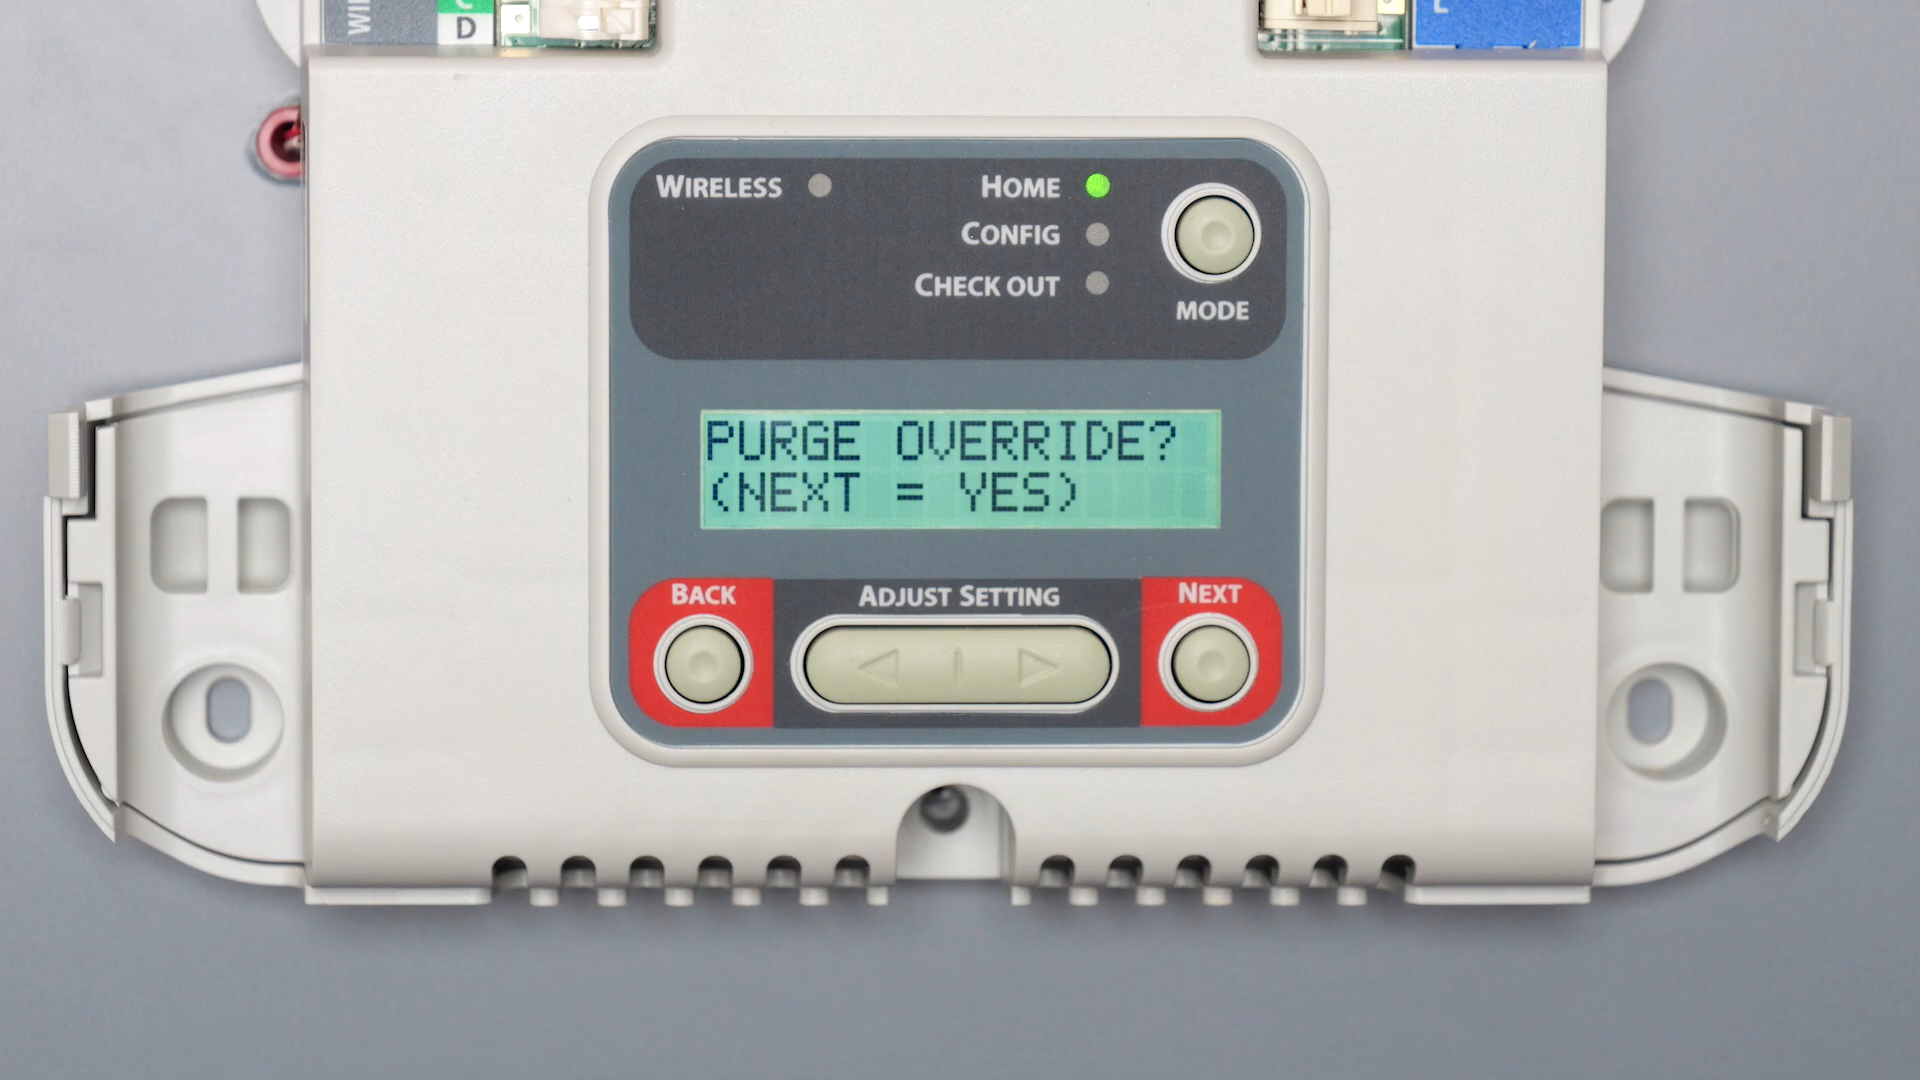 D
WIRELESS
HOME
CONFIG
CHECK OUT
MODE
PURGE OVERRIDE?
(NEXT = YES)
BACK
ADJUST SETTING
NEXT